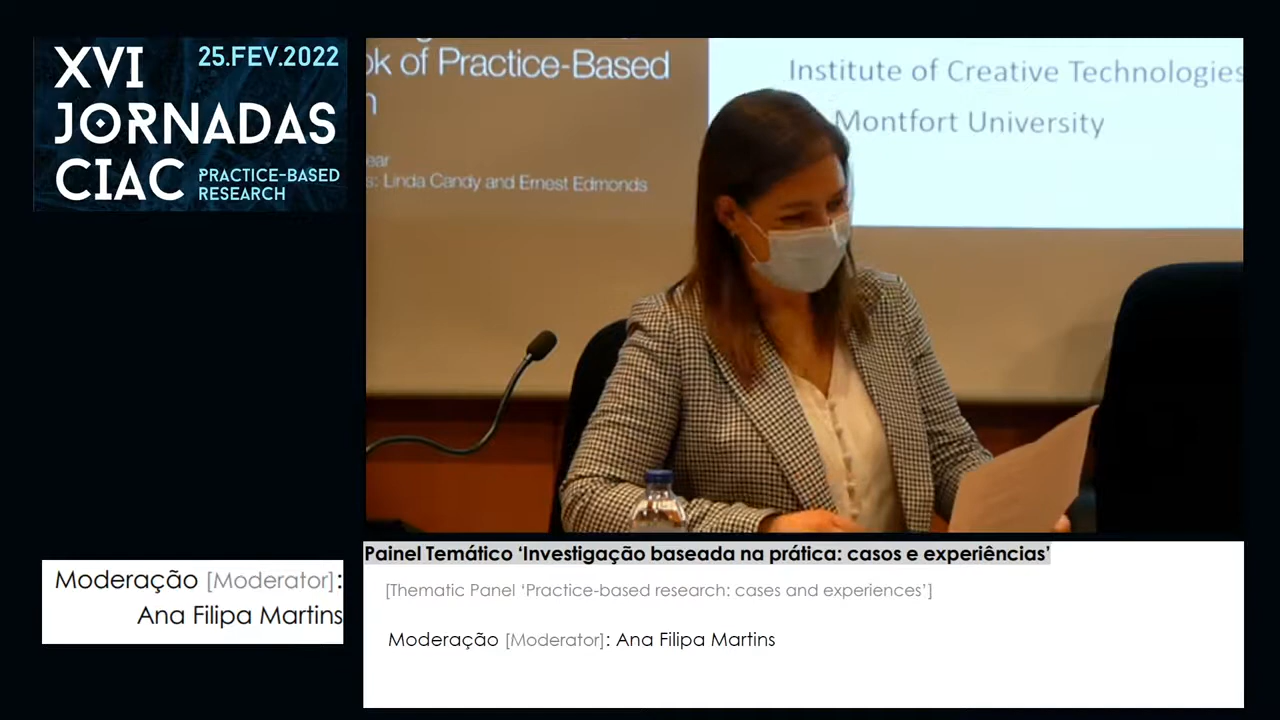 XVI
25.FEV.2022
JORNADAS
CIAC
PRACTICE-BASED
RESEARCH
of Practice-Based
Linda Candy and Ernest Edmonds
Institute of Creative Technologies
Montfort University
Moderação [Moderator]:
Ana Filipa Martins
Painel Temático ‘Investigação baseada na prática: casos e experiências’
[Thematic Panel ‘Practice-based research: cases and experiences’]
Moderação [Moderator]: Ana Filipa Martins